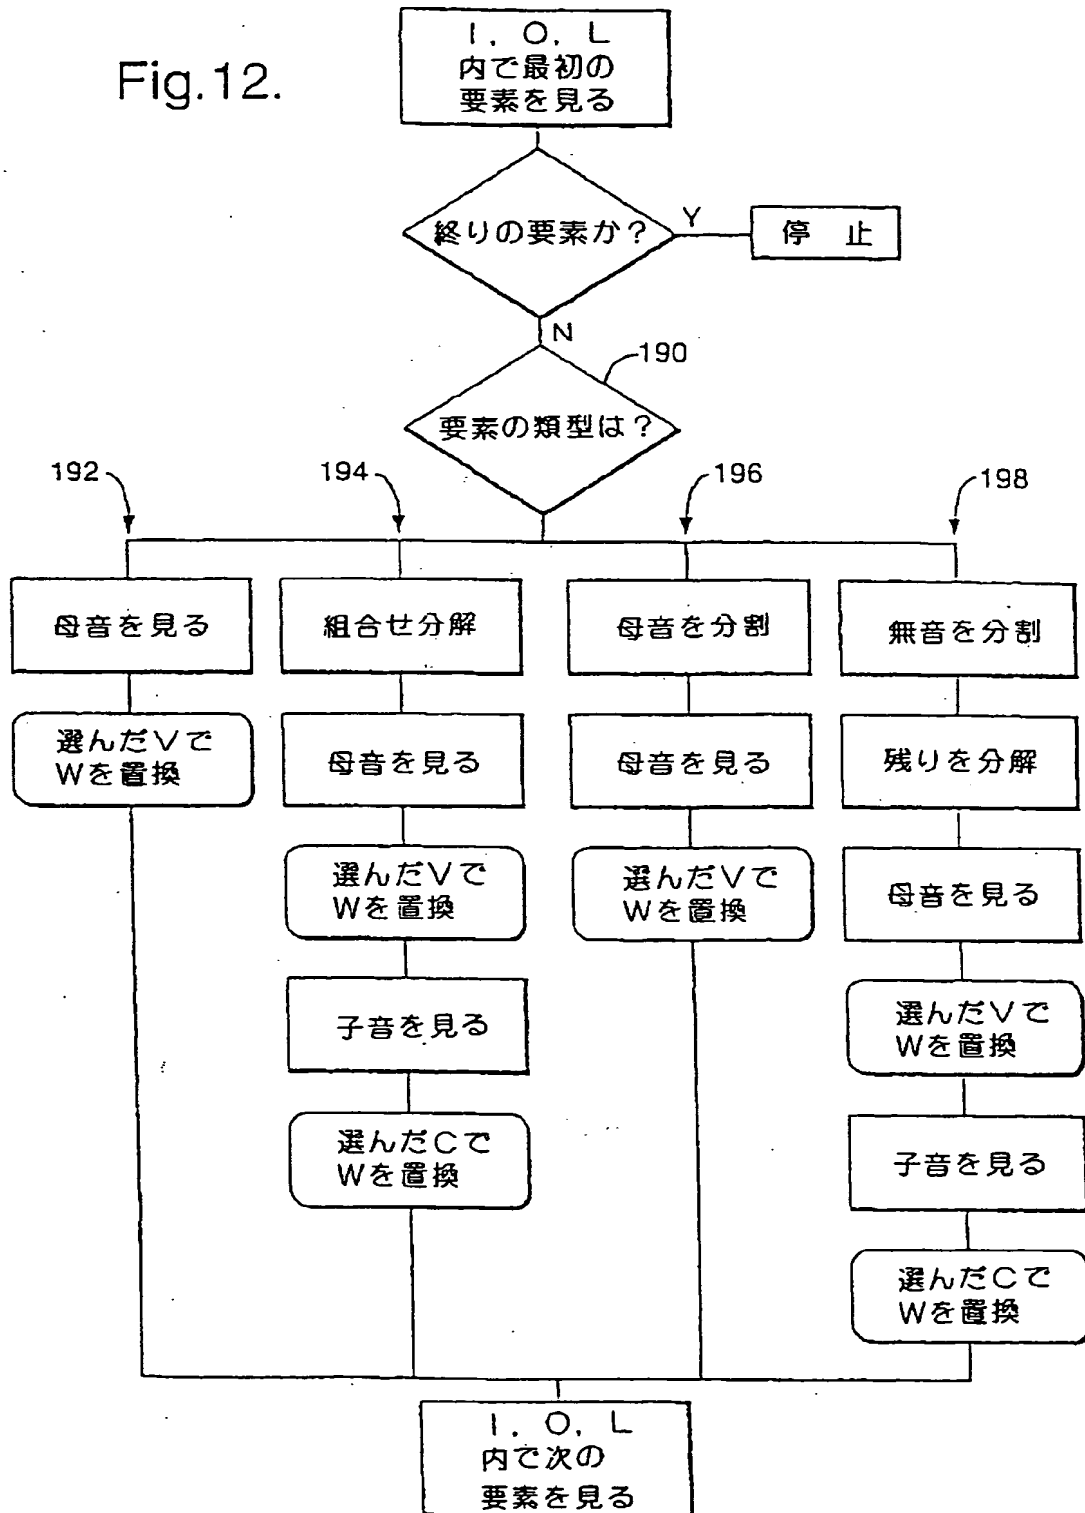 Fig.12.
I, O, L
内で最初の
要素を見る
終りの要素か？
Y
停 止
N
190
要素の類型は？
192
194
196
198
母音を見る
選んだVで
Wを置換
組合せ分解
母音を見る
選んだVで
Wを置換
子音を見る
選んだCで
Wを置換
母音を分割
母音を見る
選んだVで
Wを置換
無音を分割
残りを分解
母音を見る
選んだVで
Wを置換
子音を見る
選んだCで
Wを置換
I, O, L
内で次の
要素を見る